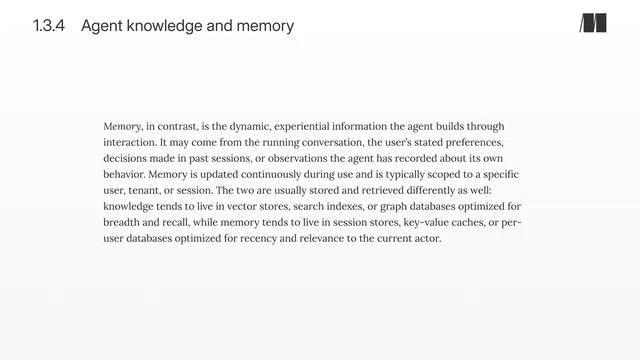 1.3.4 Agent knowledge and memory
Memory, in contrast, is the dynamic, experiential information the agent builds through
interaction. It may come from the running conversation, the user's stated preferences,
decisions made in past sessions, or observations the agent has recorded about its own
behavior. Memory is updated continuously during use and is typically scoped to a specific
user, tenant, or session. The two are usually stored and retrieved differently as well:
knowledge tends to live in vector stores, search indexes, or graph databases optimized for
breadth and recall, while memory tends to live in session stores, key-value caches, or per-
user databases optimized for recency and relevance to the current actor.